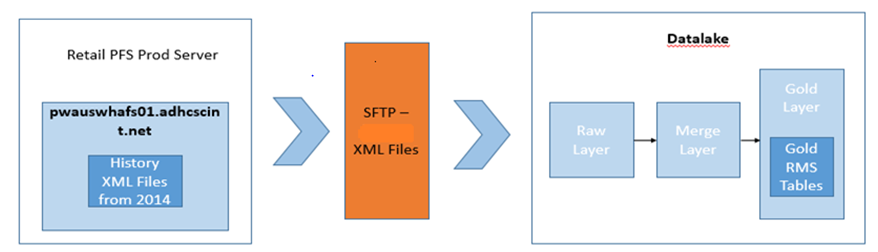 Retail PFS Prod Server
pwauswhafs01.adhcscin
t.net
History
XML Files
from 2014
SFTP –
XML Files
Datalake
Raw
Layer
Merge
Layer
Gold
Layer
Gold
RMS
Tables